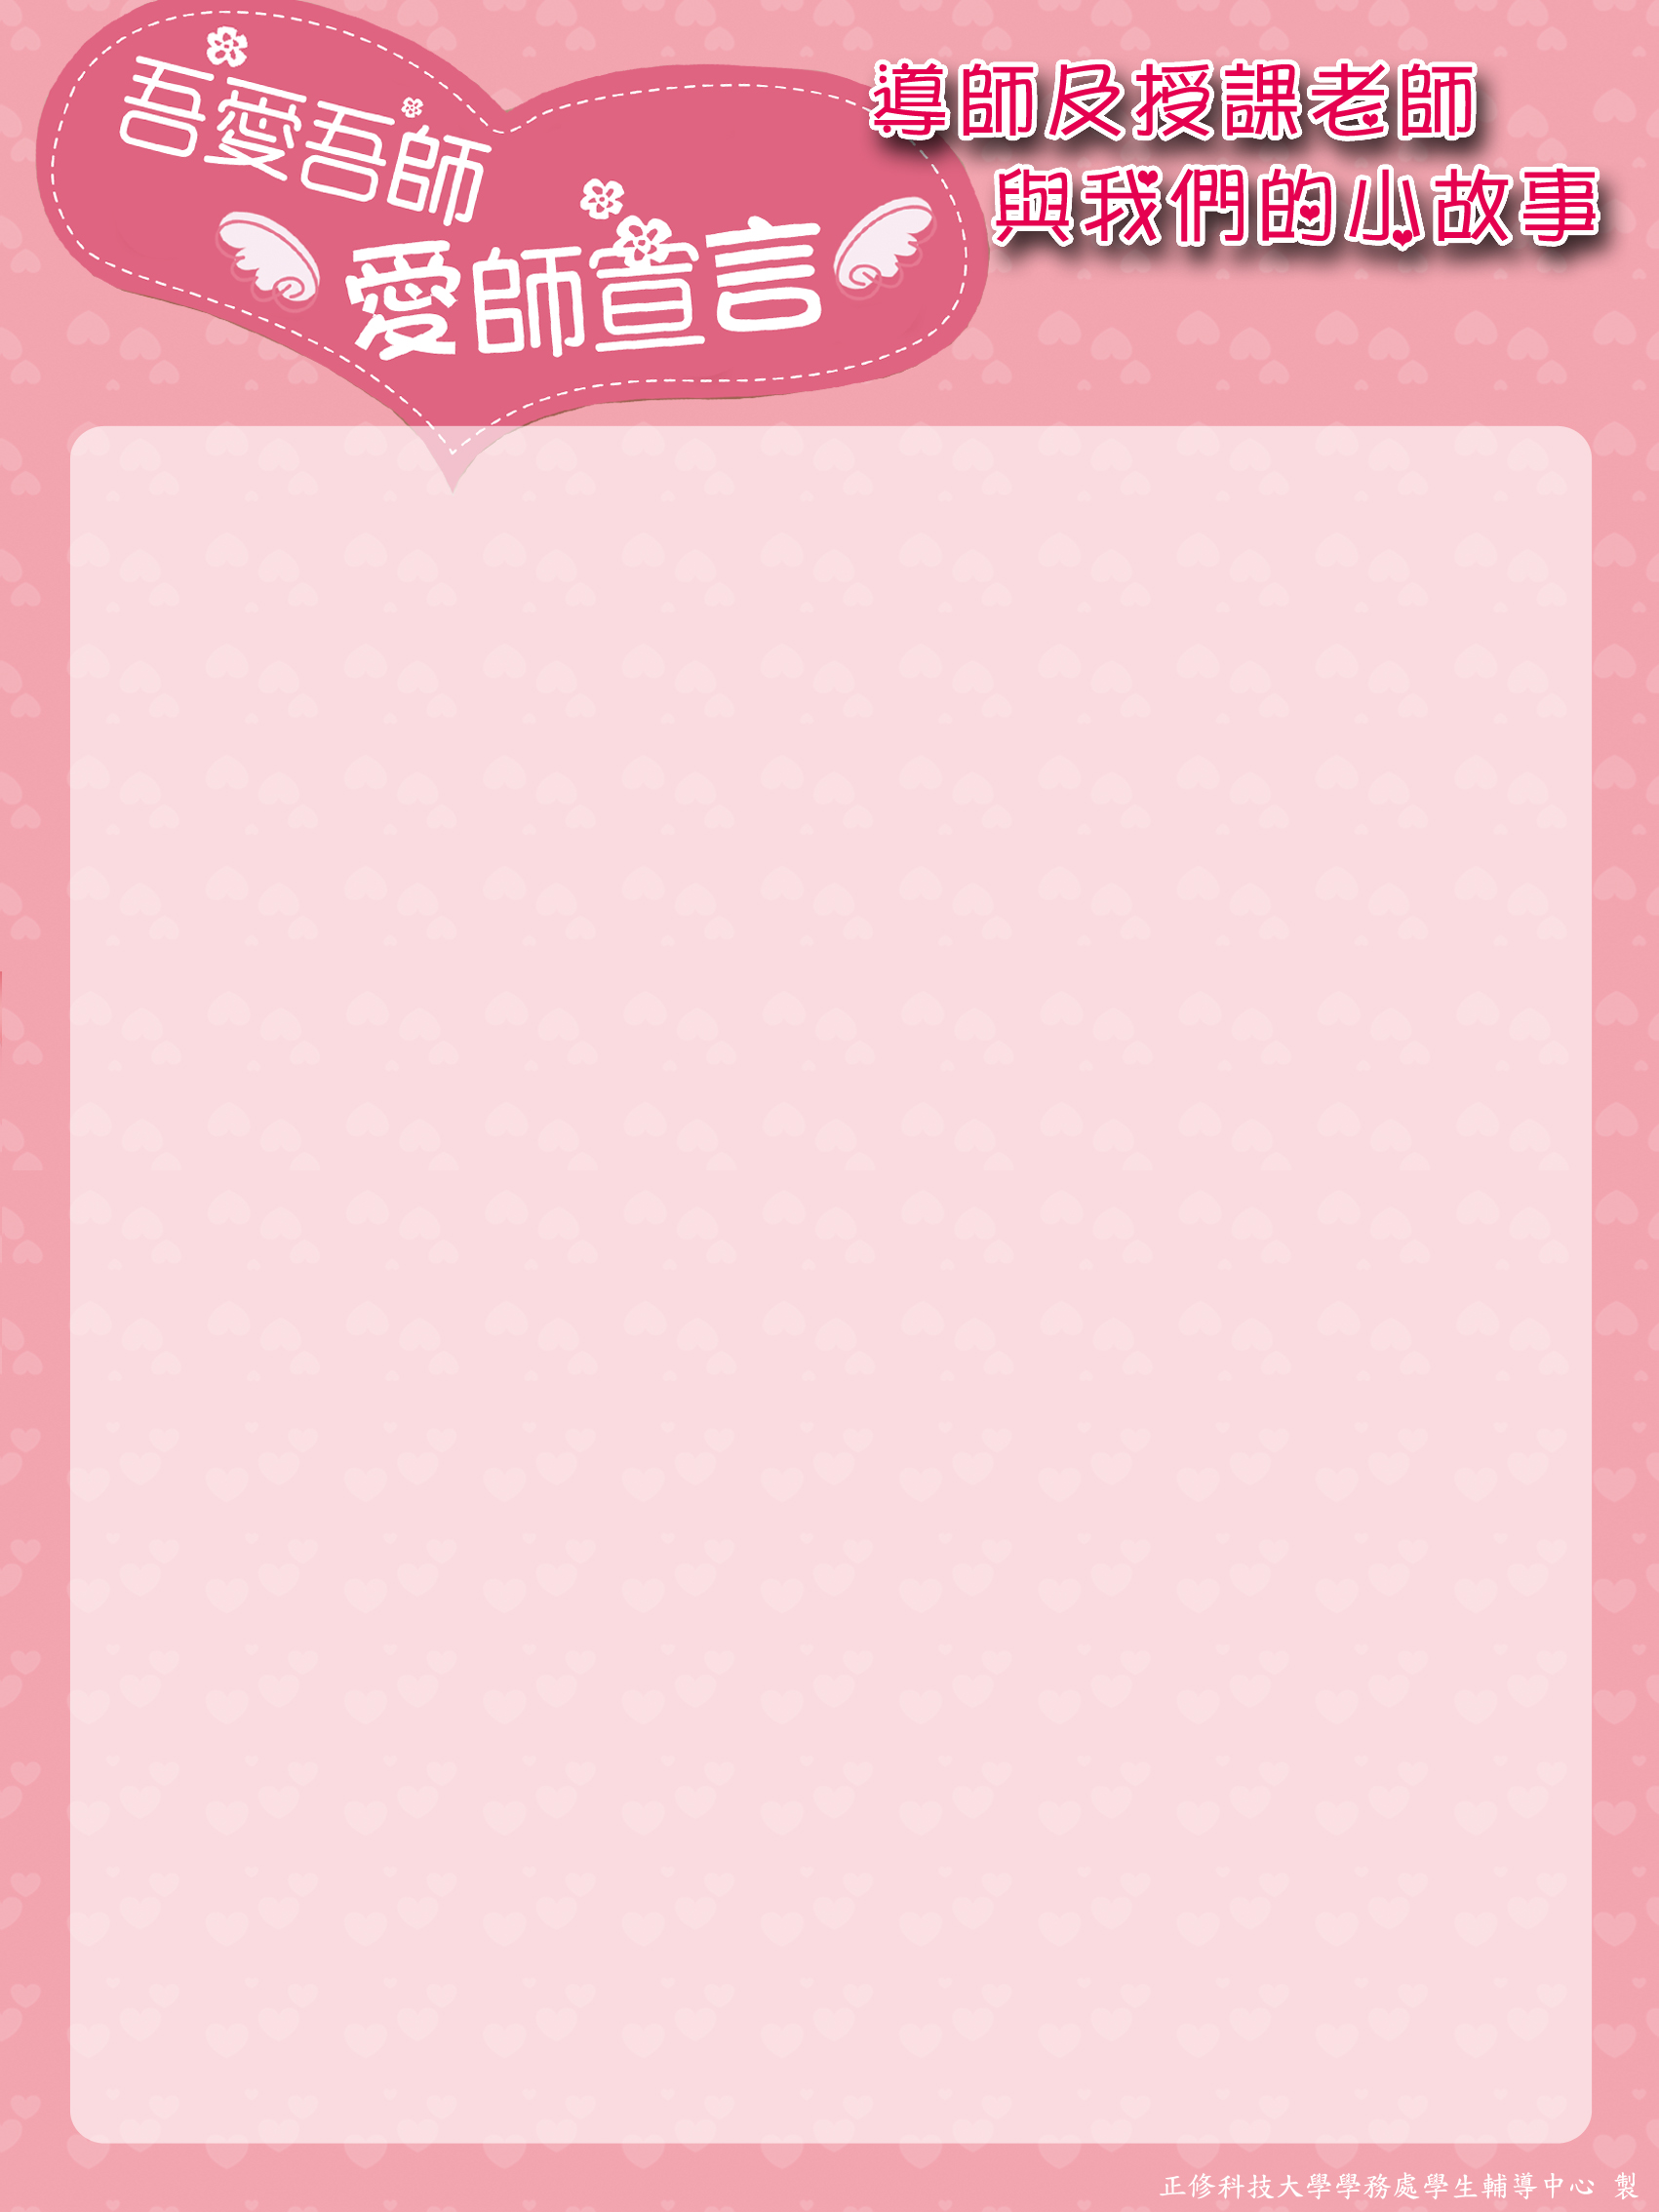 吾愛吾師
愛師宣言
導師及授課老師
與我們的小故事
正修科技大學學務處學生輔導中心 製